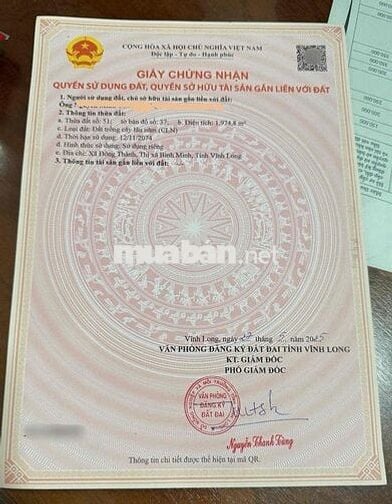 CỘNG HÒA XÃ HỘI CHỦ NGHĨA VIỆT NAM
Độc lập - Tự do - Hạnh phúc
GIẤY CHỨNG NHẬN
QUYỀN SỬ DỤNG ĐẤT, QUYỀN SỞ HỮU TÀI SẢN GẮN LIỀN VỚI ĐẤT
1. Người sử dụng đất, chủ sở hữu tài sản gắn liền với đất:
Ông
2. Thông tin thửa đất:
a. Thửa đất số: 51; tờ bản đồ số: 37; b. Diện tích: 1.974,8 m²
c. Loại đất: Đất trồng cây lâu năm (CLN)
d. Thời hạn sử dụng: 12/11/2074
đ. Hình thức sử dụng: Sử dụng riêng
e. Địa chỉ: Xã Đông Thành, Thị xã Bình Minh, Tỉnh Vĩnh Long
3. Thông tin tài sản gắn liền với đất:
muaban.net
Vĩnh Long, ngày tháng 5 năm 2025
VĂN PHÒNG ĐĂNG KÝ ĐẤT ĐAI TỈNH VĨNH LONG
KT. GIÁM ĐỐC
PHÓ GIÁM ĐỐC
VĂN PHÒNG
ĐĂNG KÝ
ĐẤT ĐAI
Nguyễn Thanh Dũng
Thông tin chi tiết được thể hiện tại mã QR.